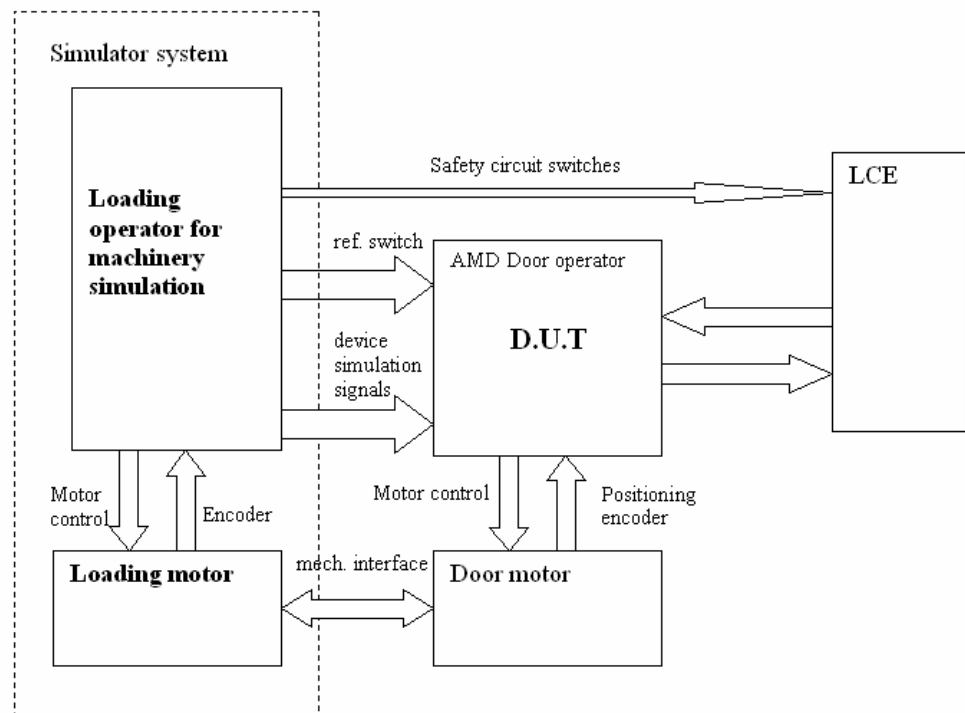 Simulator system
Loading
operator for
machinery
simulation
Safety circuit switches
LCE
ref. switch
AMD Door operator
D.U.T
device
simulation
signals
Motor
control
Encoder
Motor control
Positioning
encoder
Loading motor
mech. interface
Door motor